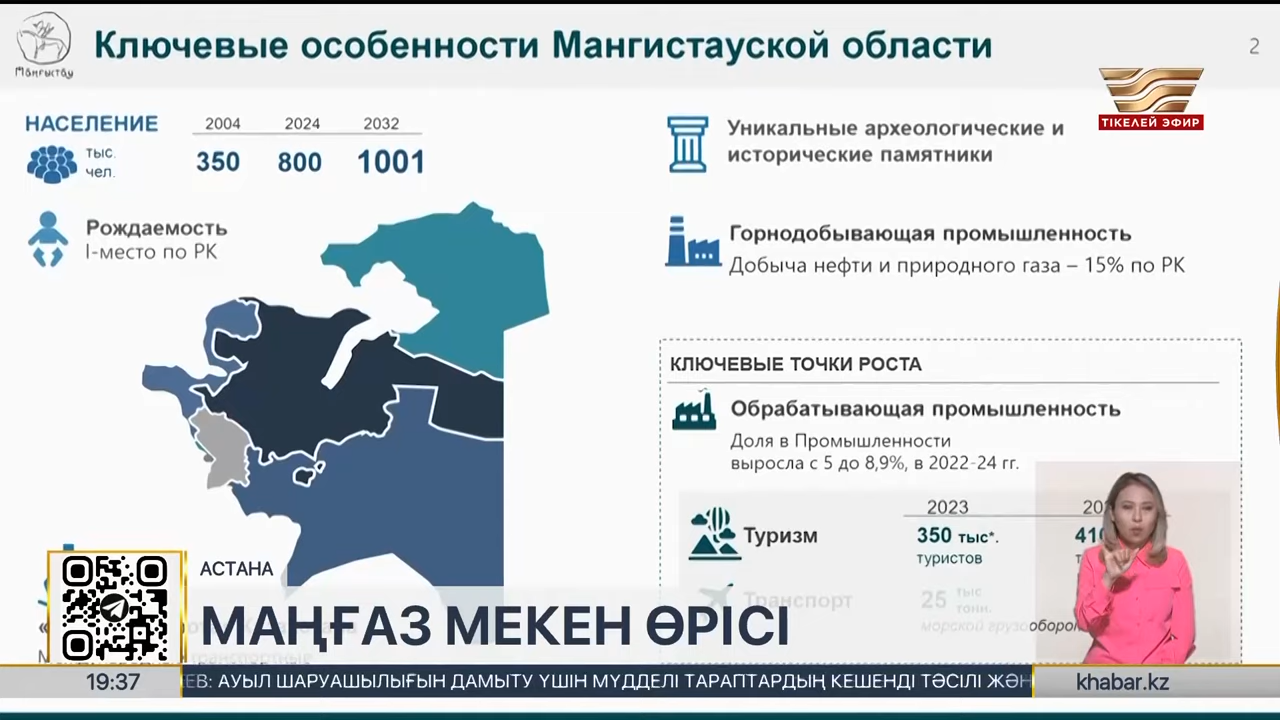 Маңғыстау
Ключевые особенности Мангистауской области
2
ТІКЕЛЕЙ ЭФИР
НАСЕЛЕНИЕ
2004 2024 2032
тыс.
чел.
350 800 1001
Рождаемость
I-место по РК
Уникальные археологические и
исторические памятники
Горнодобывающая промышленность
Добыча нефти и природного газа – 15% по РК
КЛЮЧЕВЫЕ ТОЧКИ РОСТА
Обрабатывающая промышленность
Доля в Промышленности
выросла с 5 до 8,9%, в 2022-24 гг.
2023
Туризм
350 тыс*.
туристов
Транспорт
25 тыс
тонн.
морской
АСТАНА
МАҢҒАЗ МЕКЕН ӨРІСІ
19:37
ЕВ: АУЫЛ ШАРУАШЫЛЫҒЫН ДАМЫТУ ҮШІН МҮДДЕЛІ ТАРАПТАРДЫҢ КЕШЕНДІ ТӘСІЛІ ЖӘН
khabar.kz